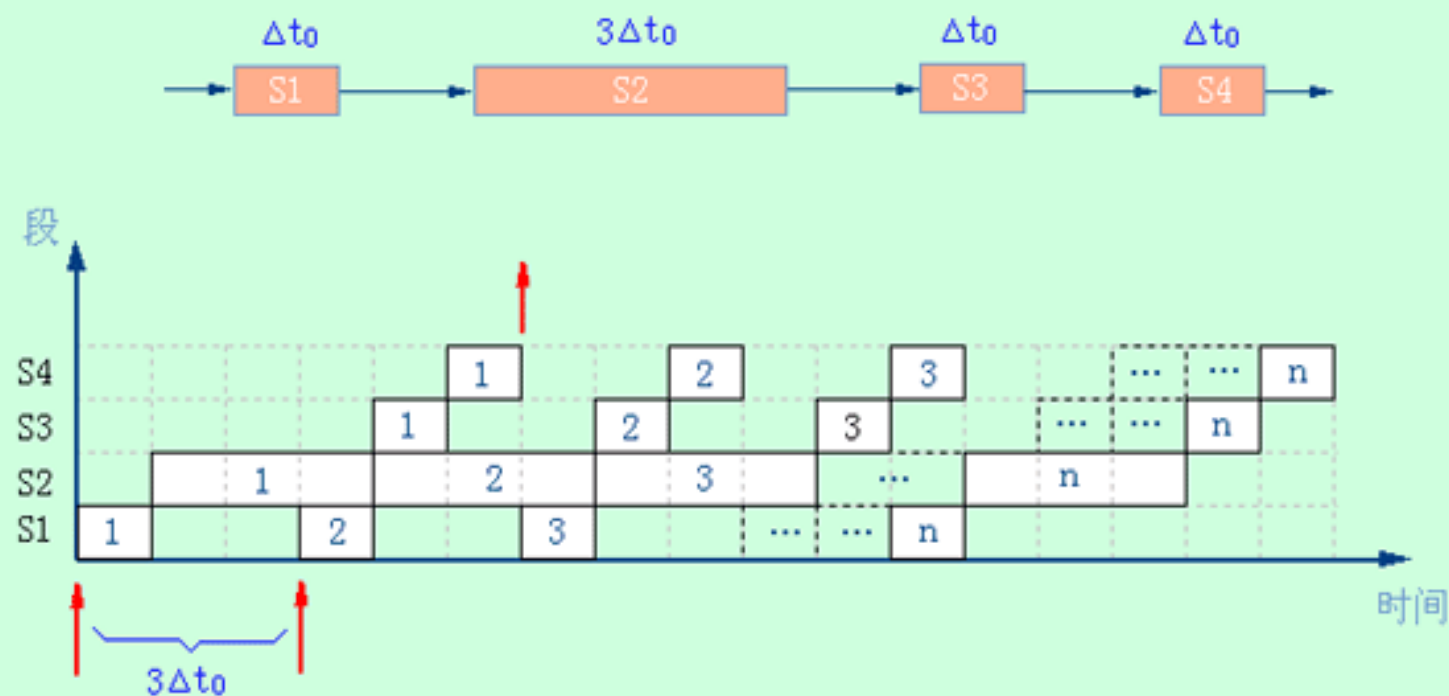 Δt₀ 3Δt₀ Δt₀ Δt₀
S1 S2 S3 S4
段
S4 1 2 3 … … n
S3 1 2 3 … … n
S2 1 2 3 … n
S1 1 2 3 … … n
时间
3Δt₀